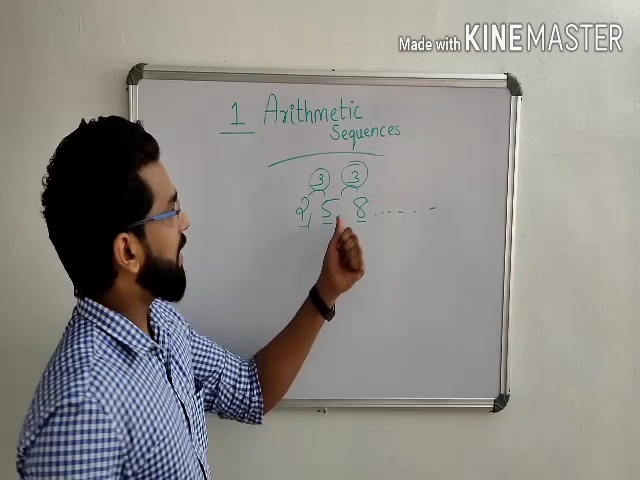 Made with KINEMASTER
1 Arithmetic
Sequences
3 3
2, 5 8 ......